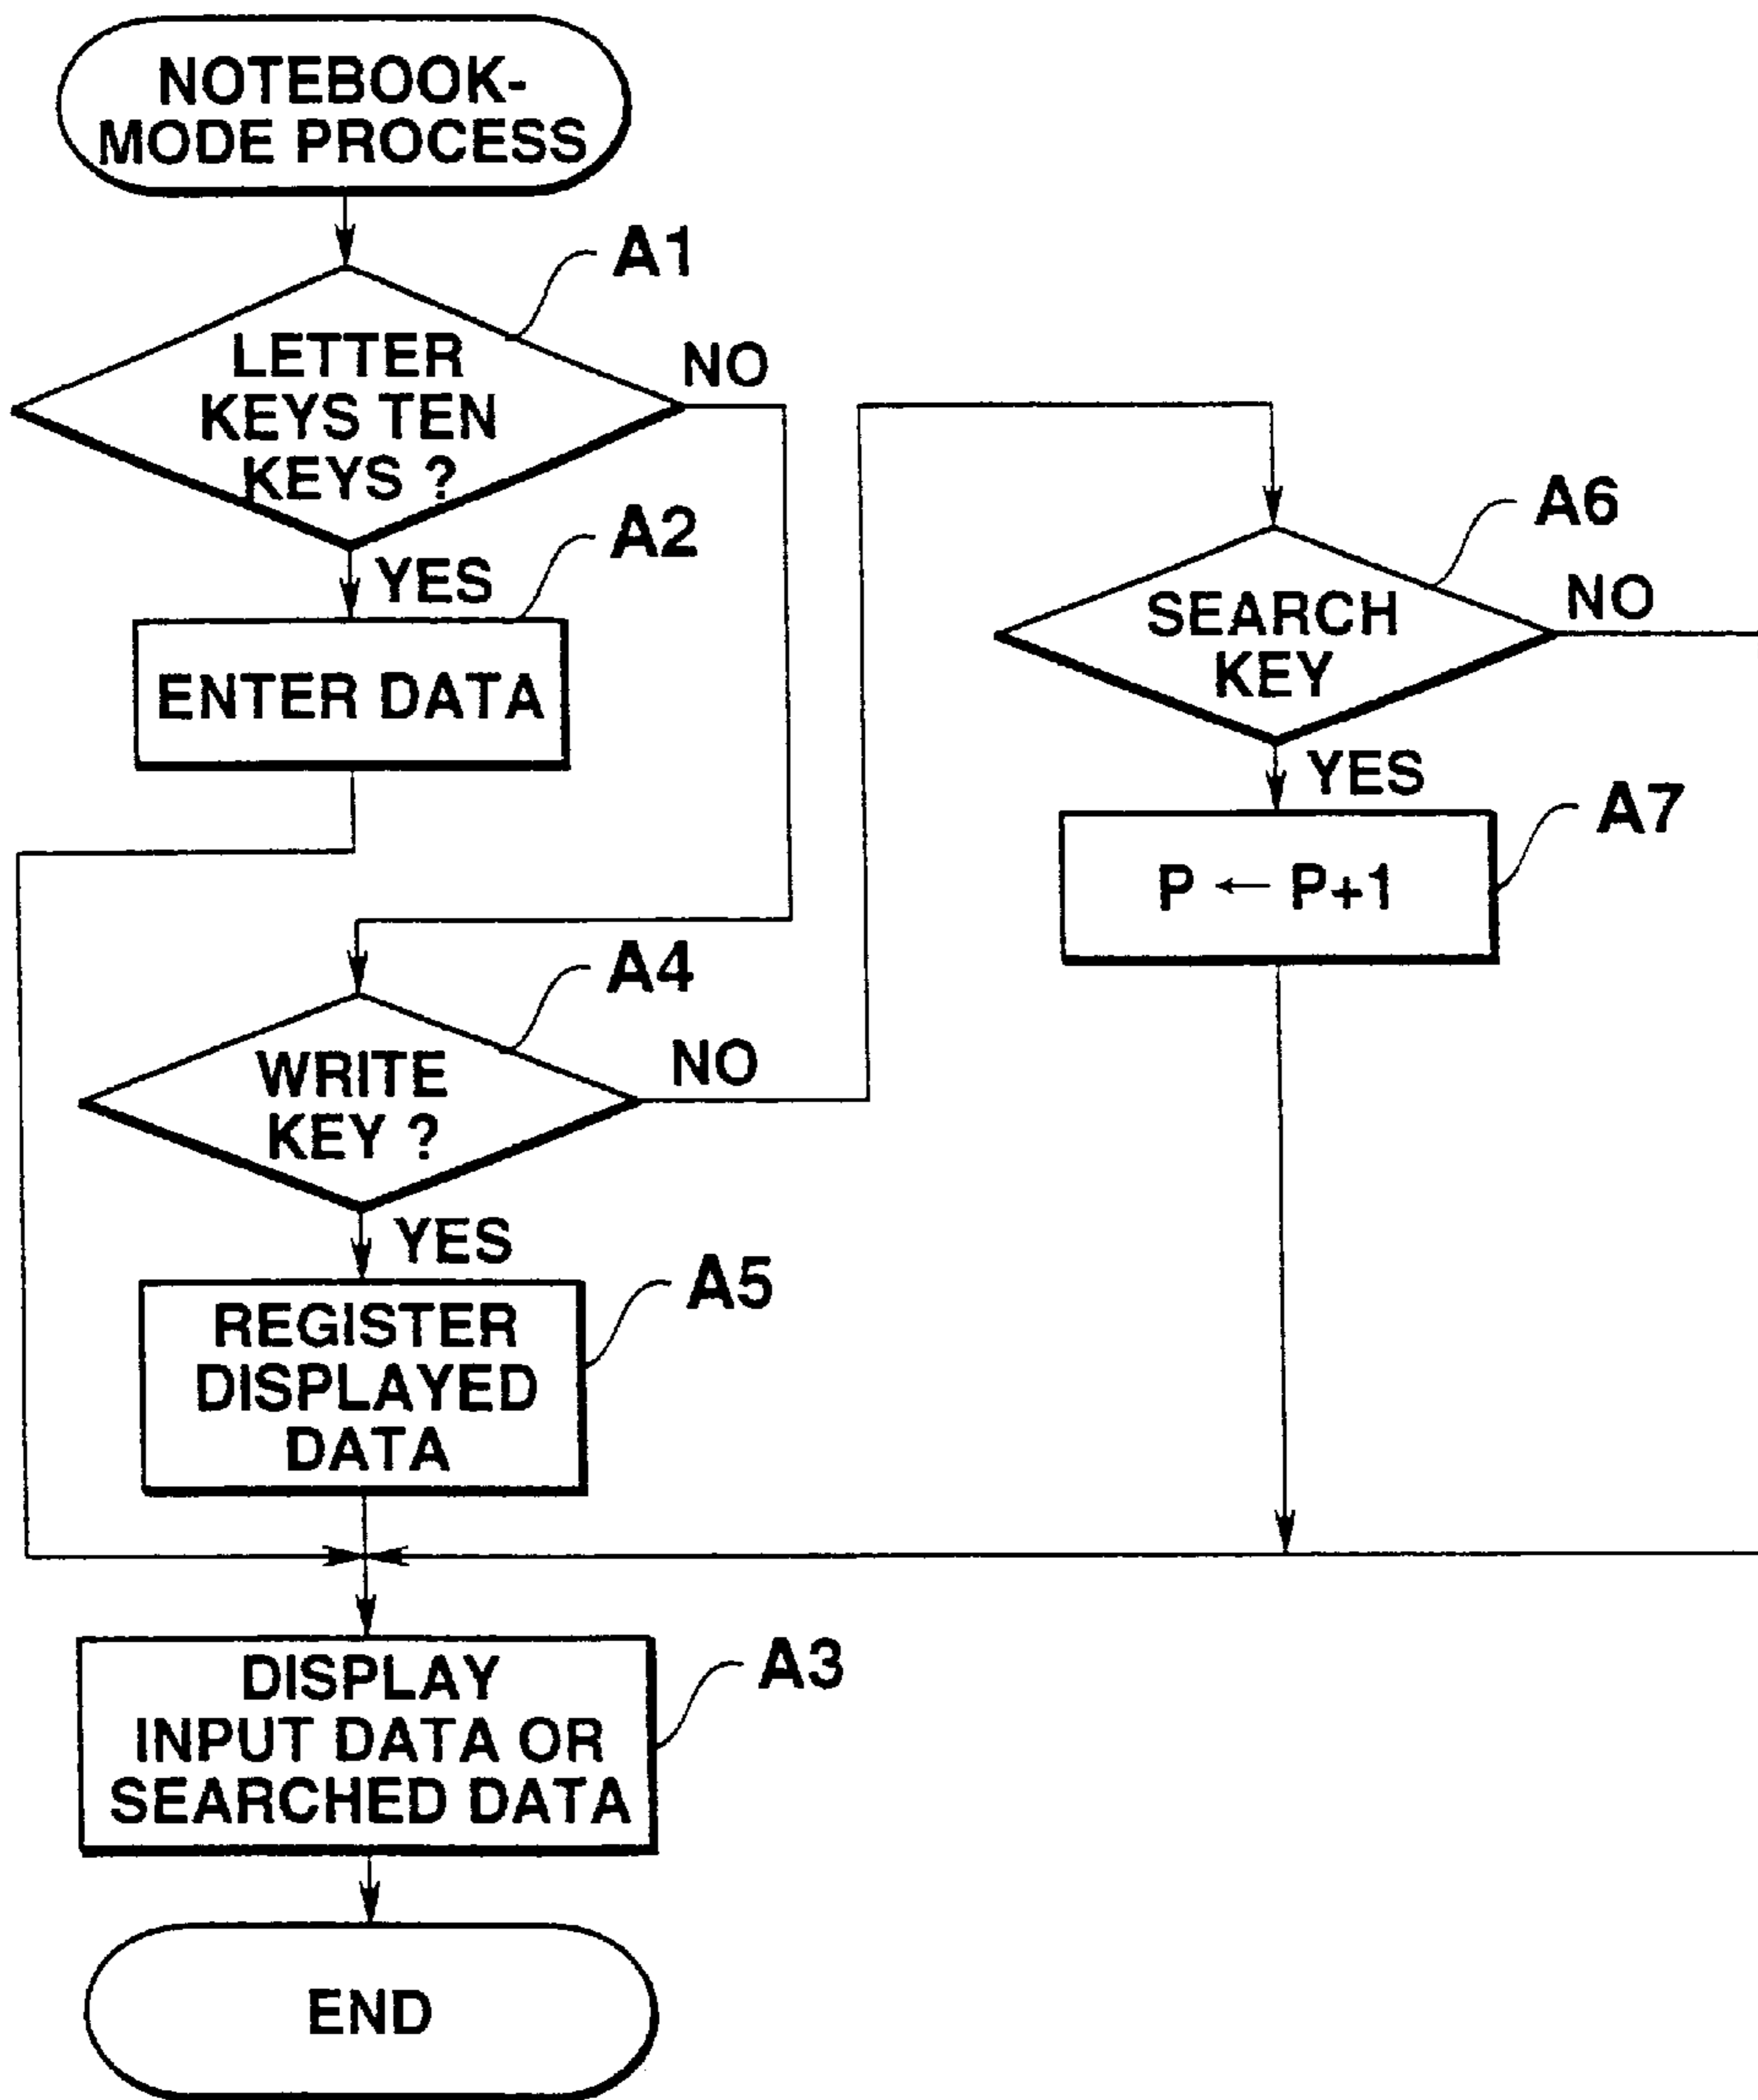 NOTEBOOK-
MODE PROCESS
A1
LETTER
KEYS TEN
KEYS ?
NO
YES
A2
ENTER DATA
A4
WRITE
KEY ?
NO
YES
A5
REGISTER
DISPLAYED
DATA
A6
SEARCH
KEY
NO
YES
A7
P ← P+1
A3
DISPLAY
INPUT DATA OR
SEARCHED DATA
END